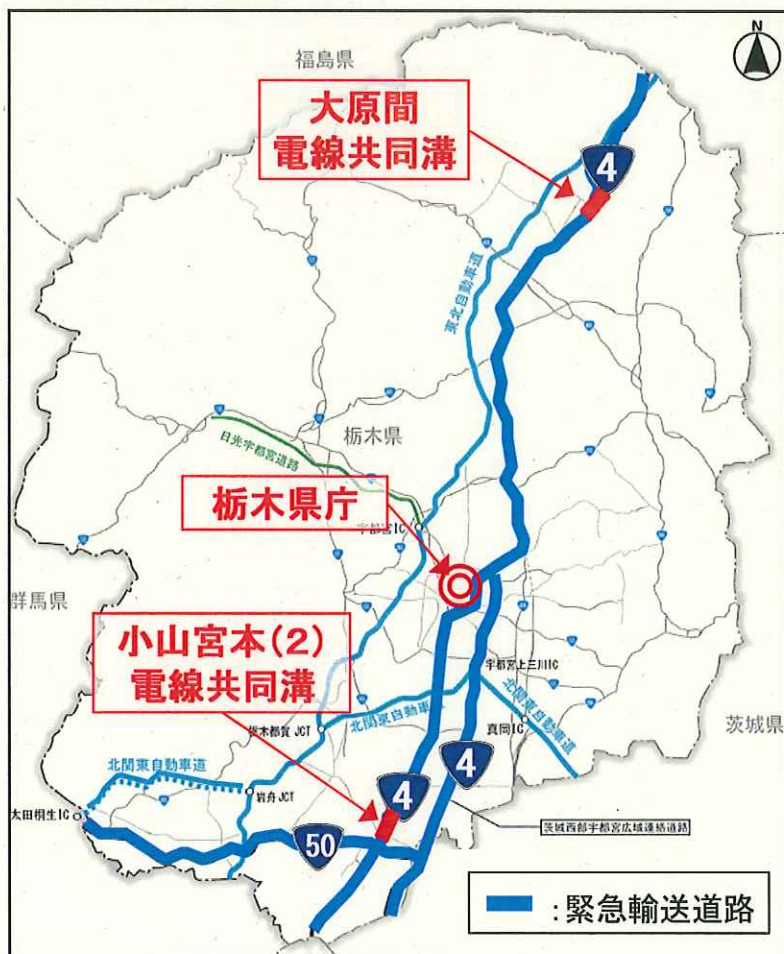 N
福島県
大原間
電線共同溝
4
東北自動車道
栃木県
日光宇都宮道路
栃木県庁
宇都宮IC
群馬県
小山宮本(2)
電線共同溝
宇都宮上三川IC
北関東自動車道
北関東自動車道
真岡IC
茨城県
栃木都賀 JCT
北関東自動車道
岩舟JCT
太田桐生IC
4
4
50
茨城西部宇都宮広域連絡道路
:緊急輸送道路